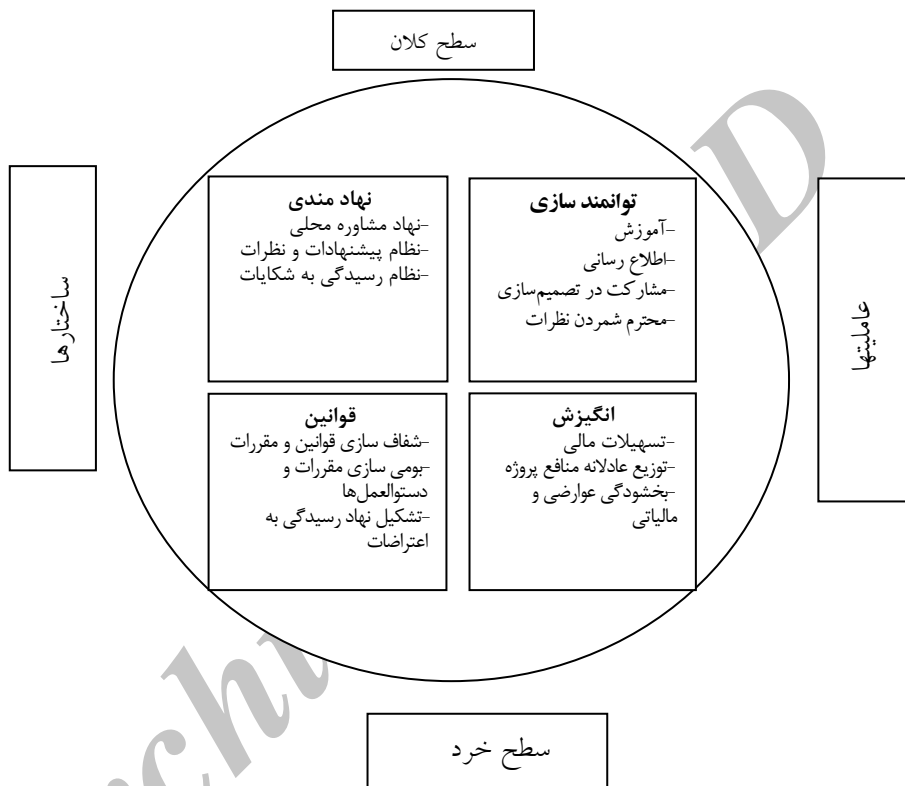 سطح کلان
نهاد مندی
-نهاد مشاوره محلی
-نظام پیشنهادات و نظرات
-نظام رسیدگی به شکایات
توانمند سازی
-آموزش
-اطلاع رسانی
-مشارکت در تصمیم‌سازی
-محترم شمردن نظرات
ساختارها
عاملیتها
قوانین
-شفاف سازی قوانین و مقررات
-بومی سازی مقررات و
دستوالعمل‌ها
-تشکیل نهاد رسیدگی به
اعتراضات
انگیزش
-تسهیلات مالی
-توزیع عادلانه منافع پروژه
-بخشودگی عوارضی و
مالیاتی
سطح خرد